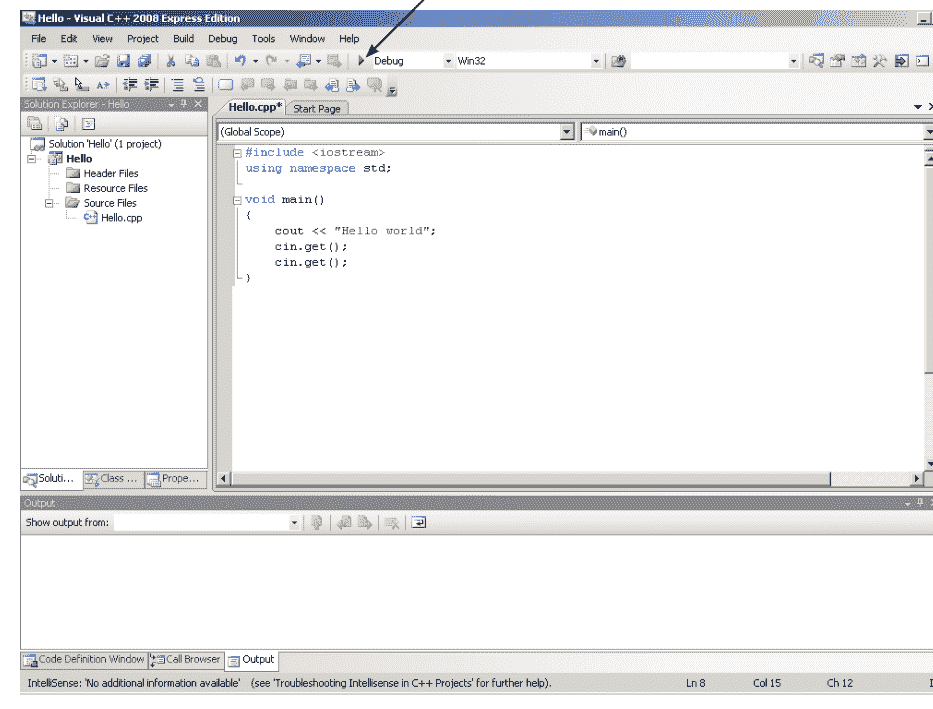 Hello - Visual C++ 2008 Express Edition
File Edit View Project Build Debug Tools Window Help
Debug Win32
Solution Explorer - Hello
Hello.cpp* Start Page
(Global Scope) main()
Solution 'Hello' (1 project)
Hello
Header Files
Resource Files
Source Files
Hello.cpp
#include <iostream>
using namespace std;
void main()
{
cout << "Hello world";
cin.get();
cin.get();
}
Soluti... Class ... Prope...
Output
Show output from:
Code Definition Window Call Browser Output
IntelliSense: 'No additional information available' (see 'Troubleshooting Intellisense in C++ Projects' for further help). Ln 8 Col 15 Ch 12